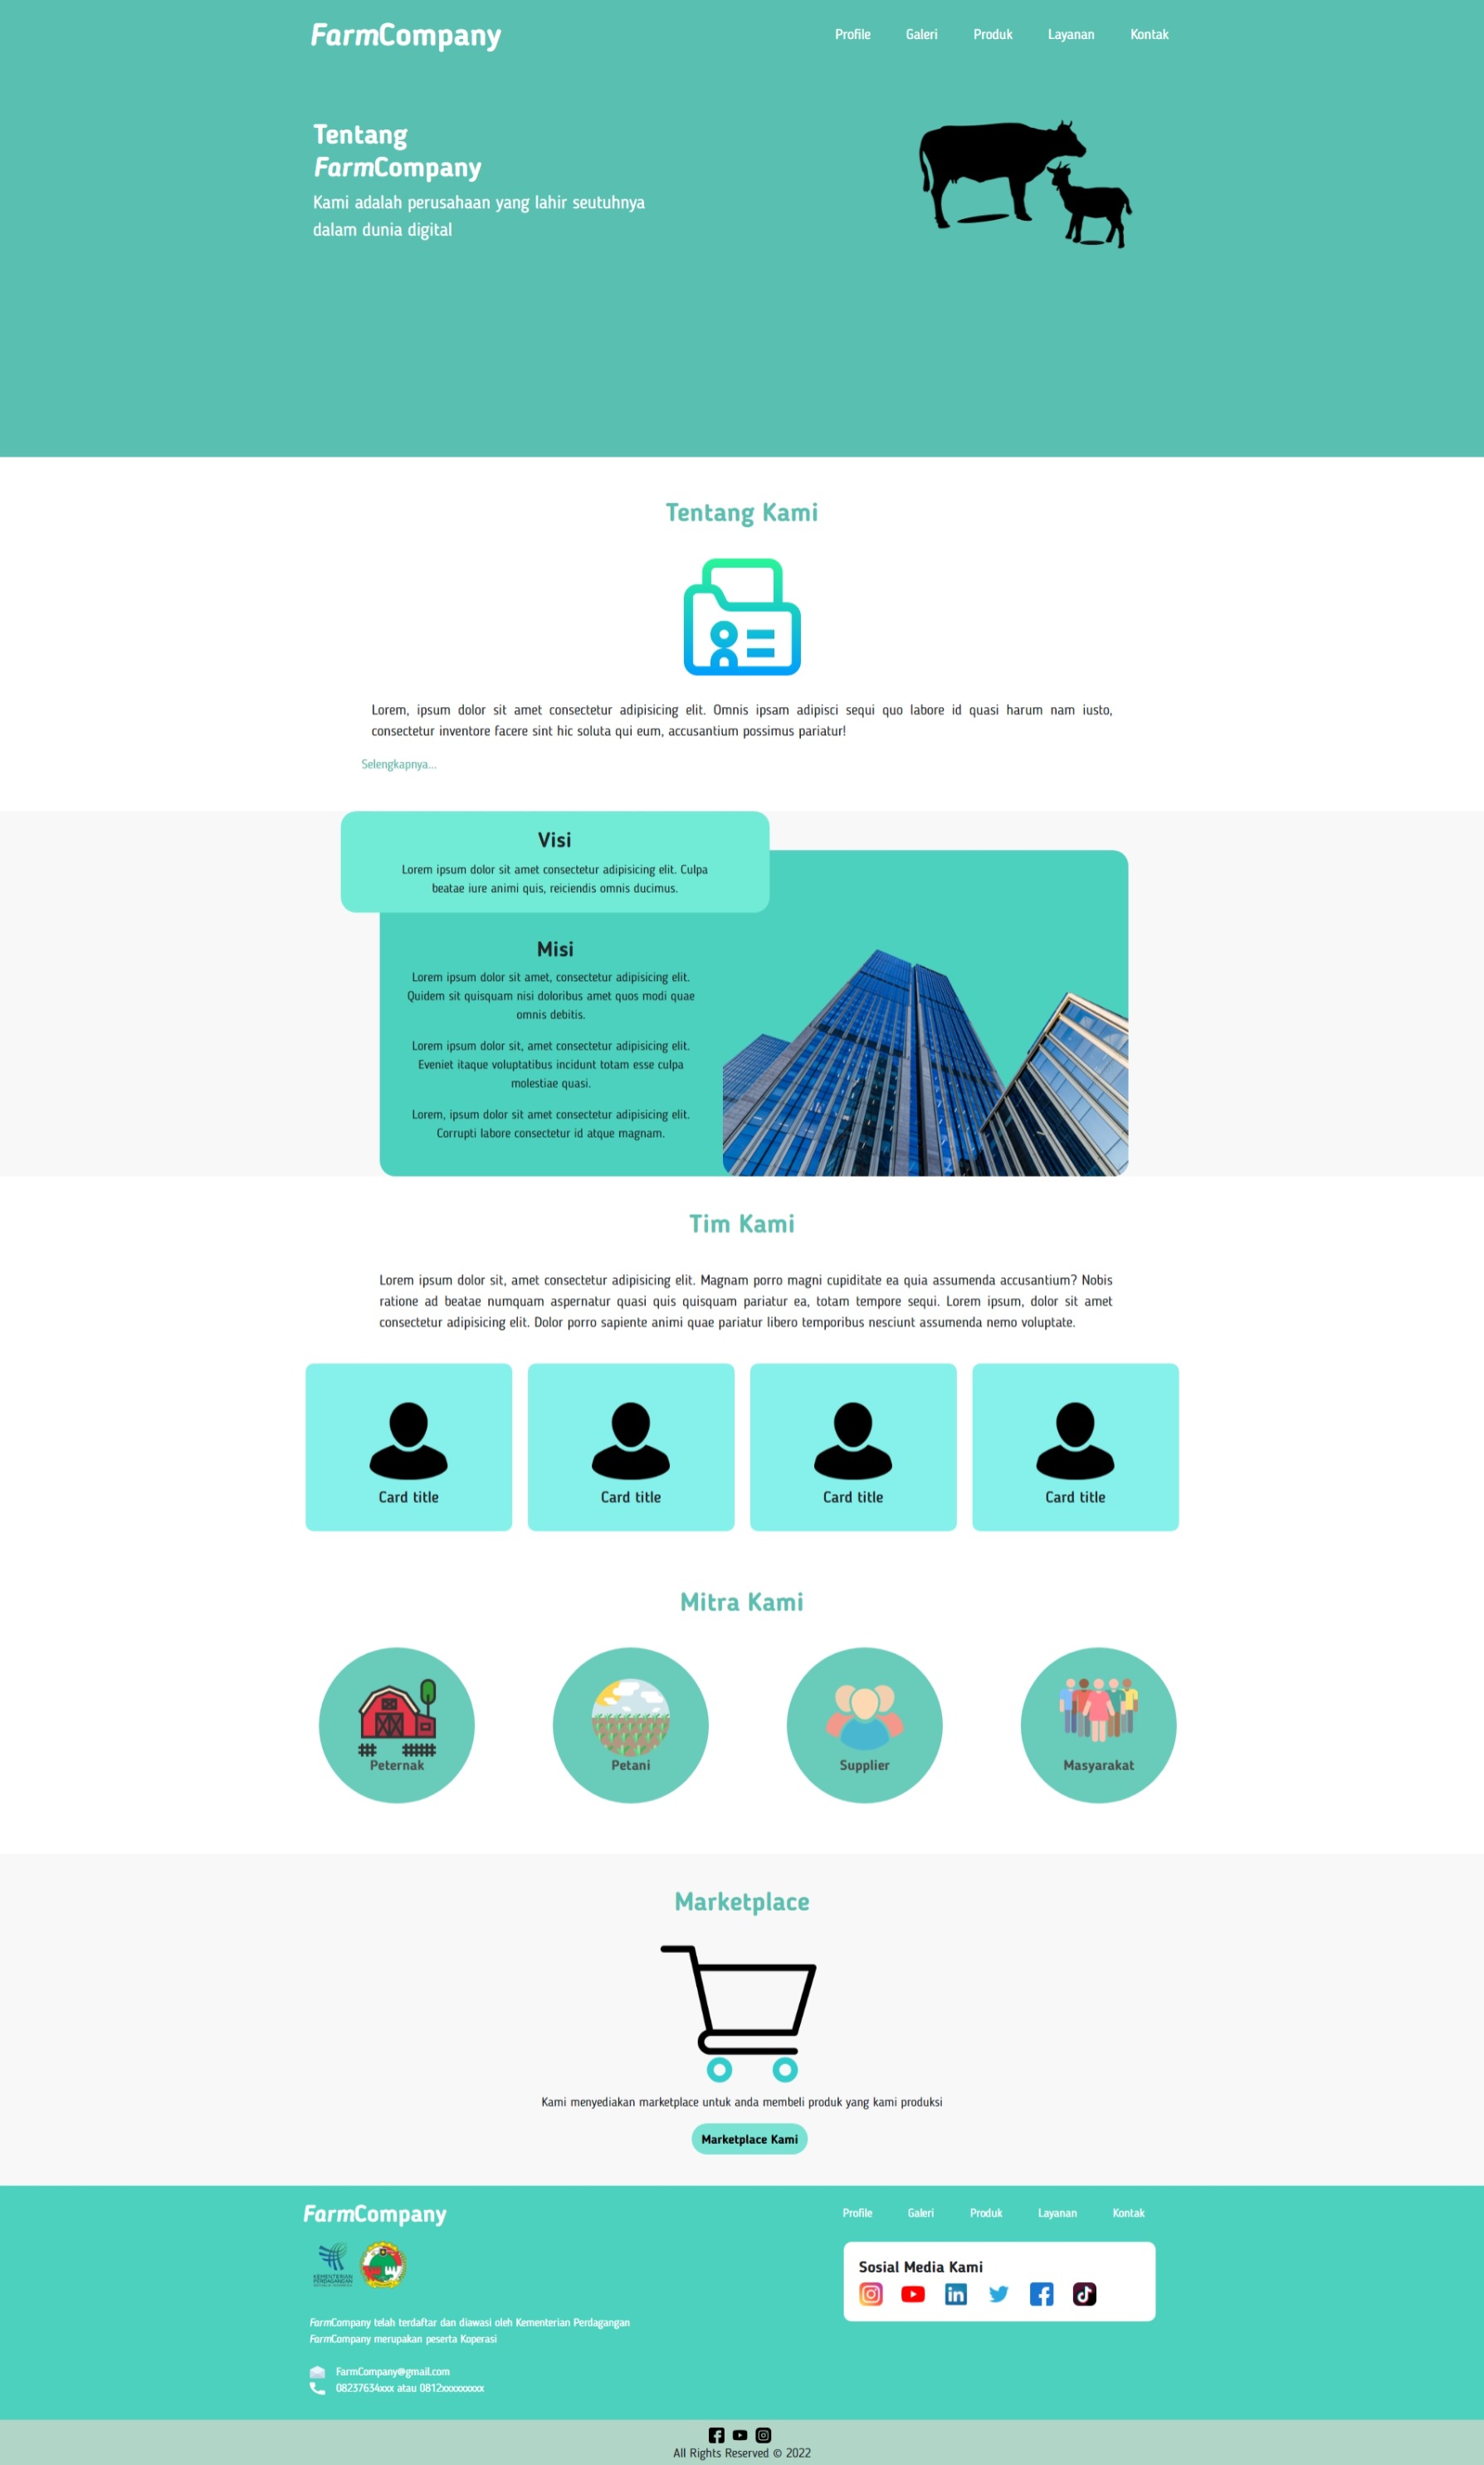 FarmCompany
Profile Galeri Produk Layanan Kontak
Tentang
FarmCompany
Kami adalah perusahaan yang lahir seutuhnya
dalam dunia digital
Tentang Kami
Lorem, ipsum dolor sit amet consectetur adipisicing elit. Omnis ipsam adipisci sequi quo labore id quasi harum nam iusto,
consectetur inventore facere sint hic soluta qui eum, accusantium possimus pariatur!
Selengkapnya...
Visi
Lorem ipsum dolor sit amet consectetur adipisicing elit. Culpa
beatae iure animi quis, reiciendis omnis ducimus.
Misi
Lorem ipsum dolor sit amet, consectetur adipisicing elit.
Quidem sit quisquam nisi doloribus amet quos modi quae
omnis debitis.
Lorem ipsum dolor sit, amet consectetur adipisicing elit.
Eveniet itaque voluptatibus incidunt totam esse culpa
molestiae quasi.
Lorem, ipsum dolor sit amet consectetur adipisicing elit.
Corrupti labore consectetur id atque magnam.
Tim Kami
Lorem ipsum dolor sit, amet consectetur adipisicing elit. Magnam porro magni cupiditate ea quia assumenda accusantium? Nobis
ratione ad beatae numquam aspernatur quasi quis quisquam pariatur ea, totam tempore sequi. Lorem ipsum, dolor sit amet
consectetur adipisicing elit. Dolor porro sapiente animi quae pariatur libero temporibus nesciunt assumenda nemo voluptate.
Card title Card title Card title Card title
Mitra Kami
Peternak Petani Supplier Masyarakat
Marketplace
Kami menyediakan marketplace untuk anda membeli produk yang kami produksi
Marketplace Kami
FarmCompany
Profile Galeri Produk Layanan Kontak
KEMENTERIAN
PERDAGANGAN
Sosial Media Kami
FarmCompany telah terdaftar dan diawasi oleh Kementerian Perdagangan
FarmCompany merupakan peserta Koperasi
FarmCompany@gmail.com
08237634xxx atau 0812xxxxxxxxx
All Rights Reserved © 2022